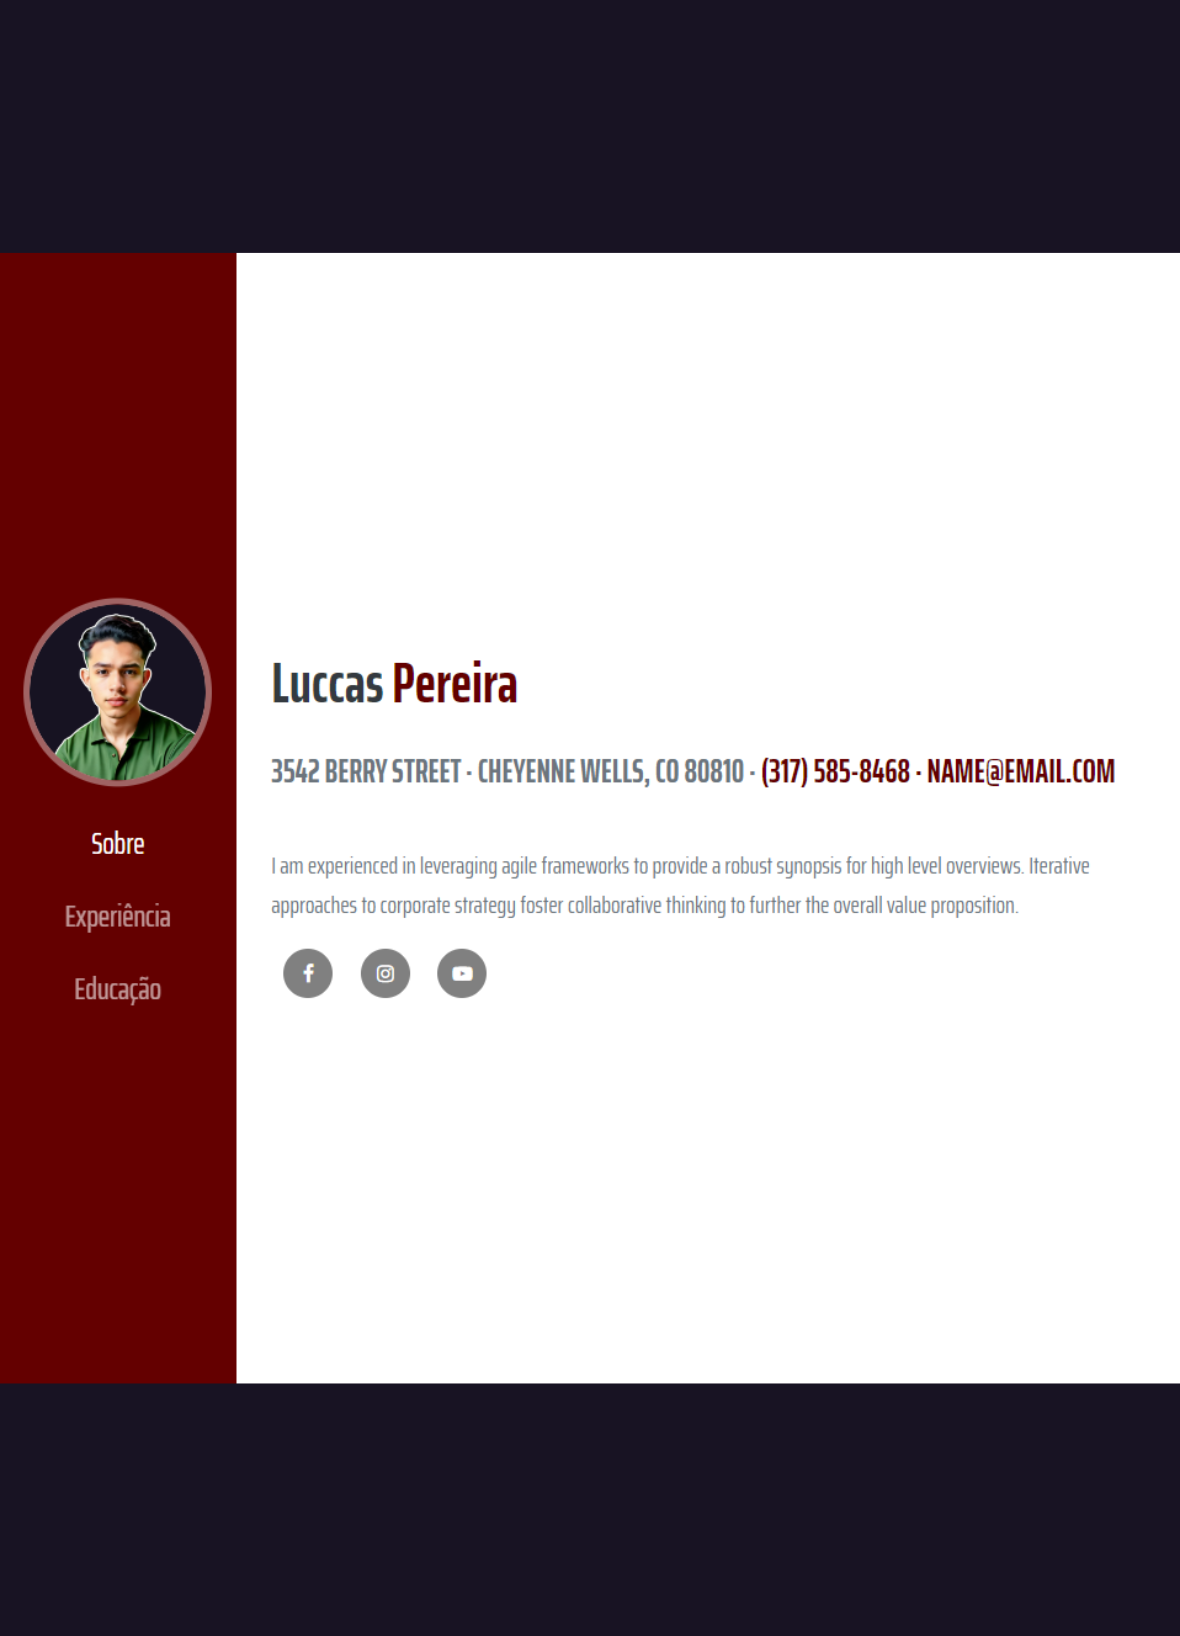 Sobre
Experiência
Educação
Luccas Pereira
3542 BERRY STREET · CHEYENNE WELLS, CO 80810 · (317) 585-8468 · NAME@EMAIL.COM
I am experienced in leveraging agile frameworks to provide a robust synopsis for high level overviews. Iterative
approaches to corporate strategy foster collaborative thinking to further the overall value proposition.